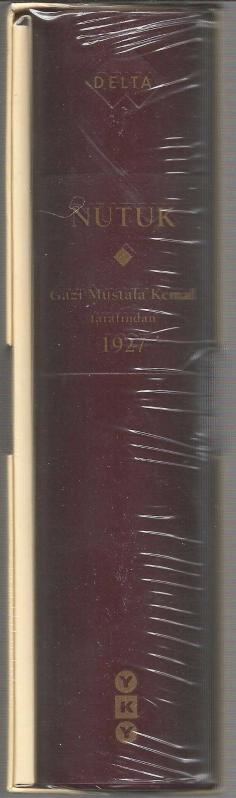 DELTA
NUTUK
Gazi Mustafa Kemal
tarafından
1927
Y
K
Y